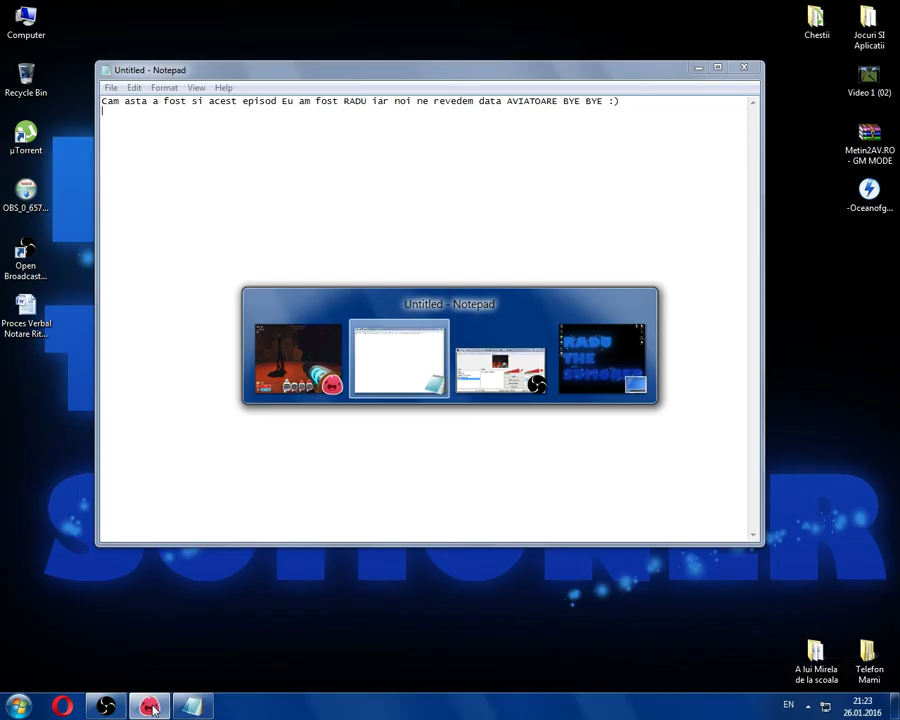 Computer
Recycle Bin
µTorrent
OBS_0_657...
Open
Broadcast...
Proces Verbal
Notare Rit...
Chestii
Jocuri SI
Aplicatii
Video 1 (02)
Metin2AV.RO
- GM MODE
-Oceanofg...
Untitled - Notepad
File Edit Format View Help
Cam asta a fost si acest episod Eu am fost RADU iar noi ne revedem data AVIATOARE BYE BYE :)
Untitled - Notepad
RADU
THE
SUMONER
A lui Mirela
de la scoala
Telefon
Mami
EN
21:23
26.01.2016